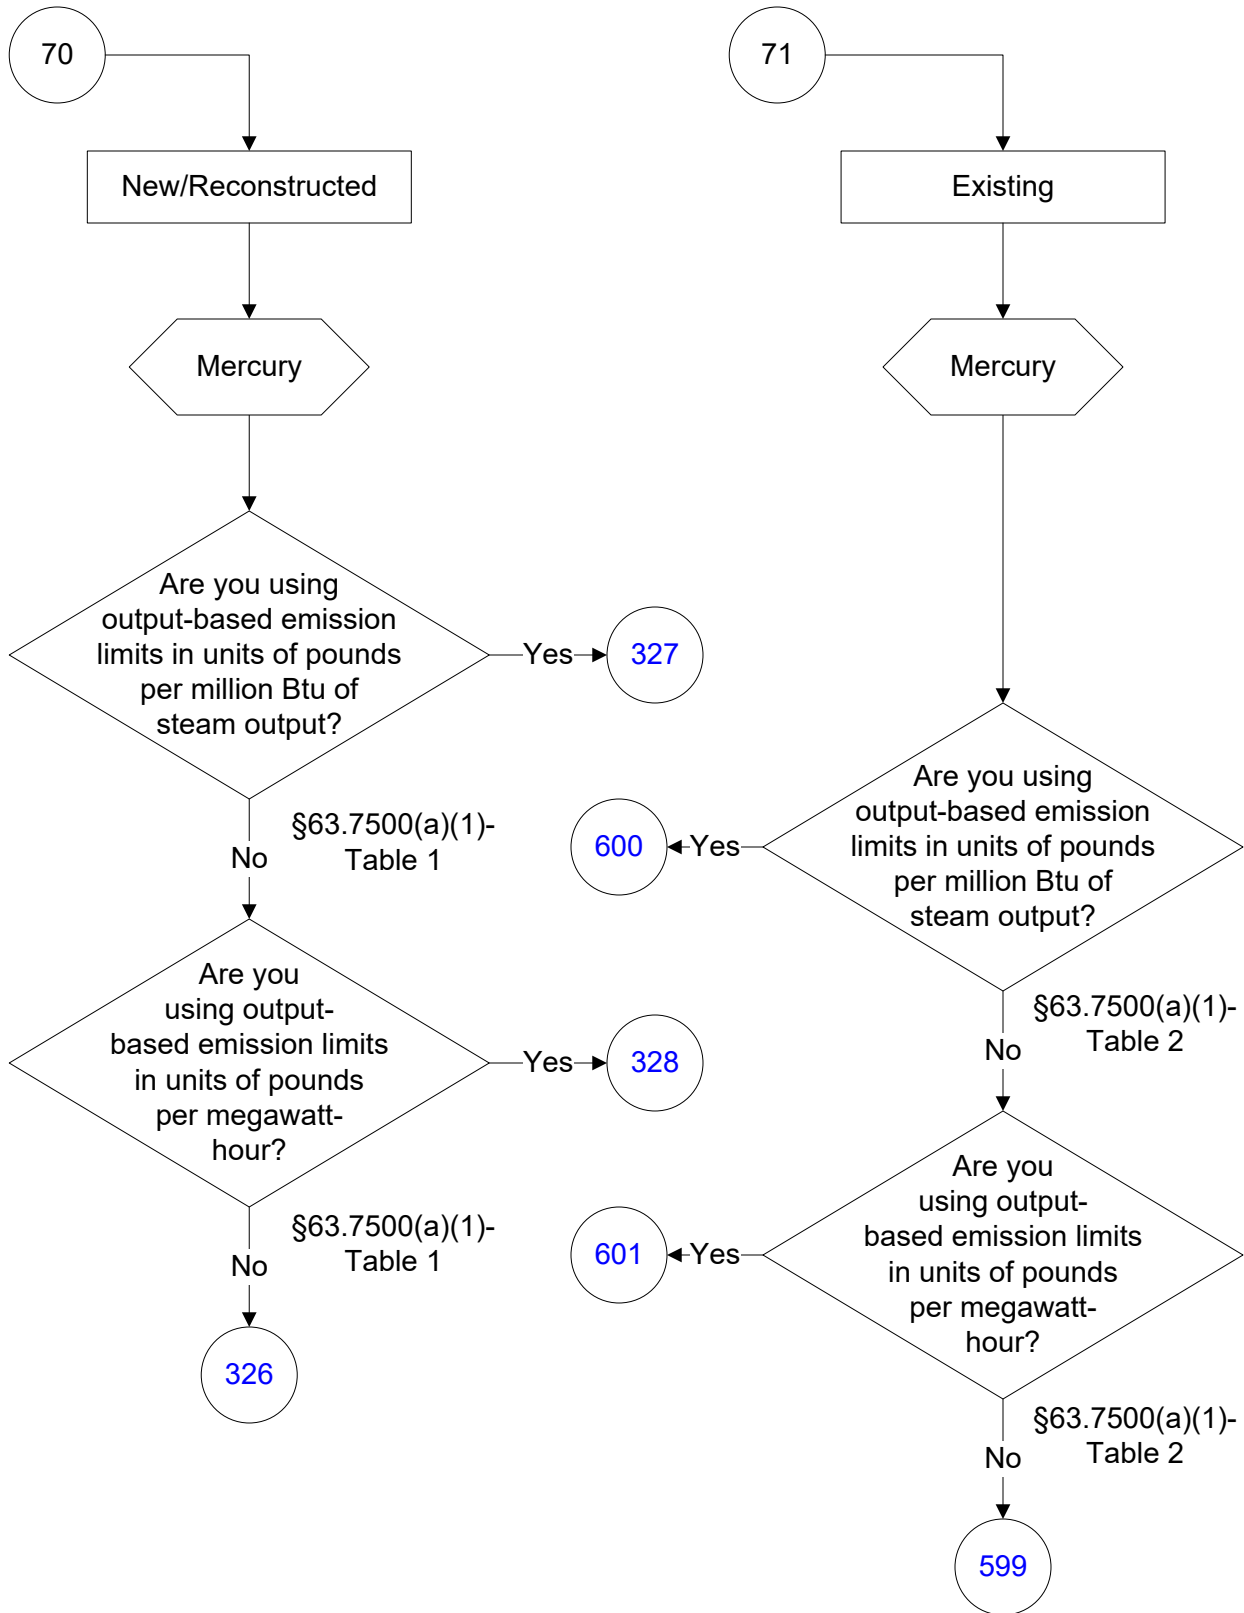 70
New/Reconstructed
Mercury
Are you using
output-based emission
limits in units of pounds
per million Btu of
steam output?
Yes
327
No
§63.7500(a)(1)-
Table 1
Are you
using output-
based emission limits
in units of pounds
per megawatt-
hour?
Yes
328
No
§63.7500(a)(1)-
Table 1
326
71
Existing
Mercury
Are you using
output-based emission
limits in units of pounds
per million Btu of
steam output?
Yes
600
No
§63.7500(a)(1)-
Table 2
Are you
using output-
based emission limits
in units of pounds
per megawatt-
hour?
Yes
601
No
§63.7500(a)(1)-
Table 2
599